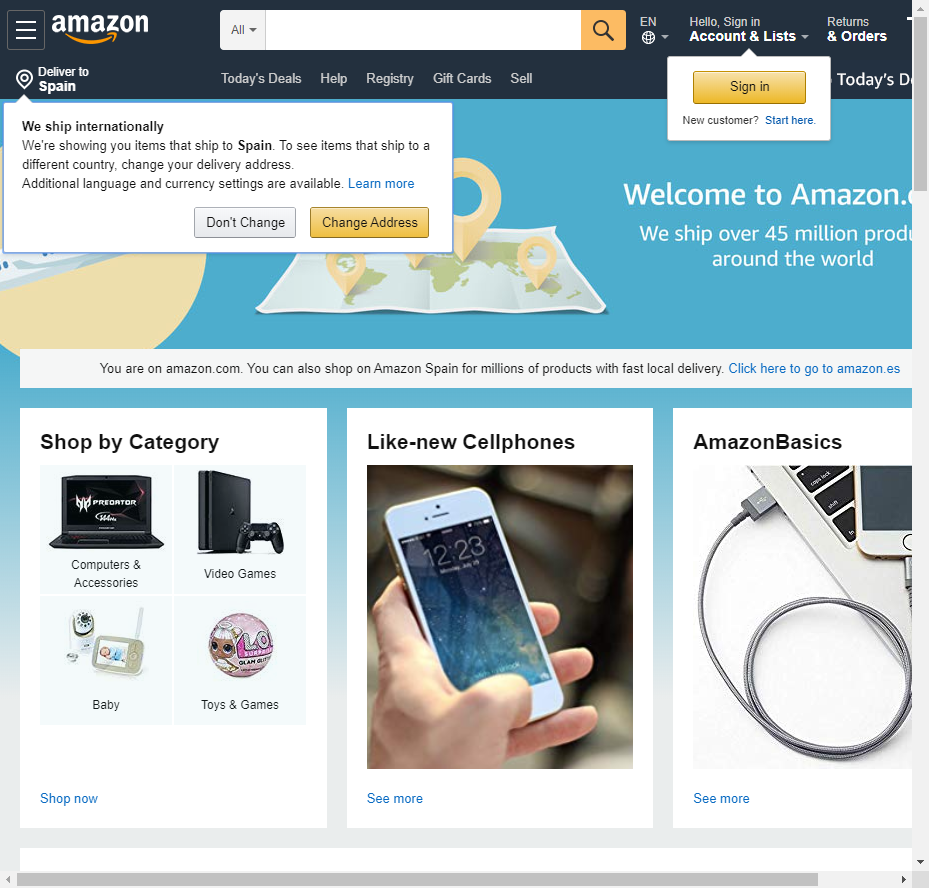 amazon
All
EN
Hello, Sign in
Account & Lists
Returns
& Orders
Deliver to
Spain
Today's Deals
Help
Registry
Gift Cards
Sell
Today's De
Sign in
New customer? Start here.
We ship internationally
We're showing you items that ship to Spain. To see items that ship to a
different country, change your delivery address.
Additional language and currency settings are available. Learn more
Don't Change
Change Address
Welcome to Amazon.
We ship over 45 million produ
around the world
You are on amazon.com. You can also shop on Amazon Spain for millions of products with fast local delivery. Click here to go to amazon.es
Shop by Category
PREDATOR
Computers &
Accessories
Video Games
Baby
L.O.L.
SURPRISE
GLAM GLITTER
Toys & Games
Shop now
Like-new Cellphones
12:23
See more
AmazonBasics
caps lock
shift
See more